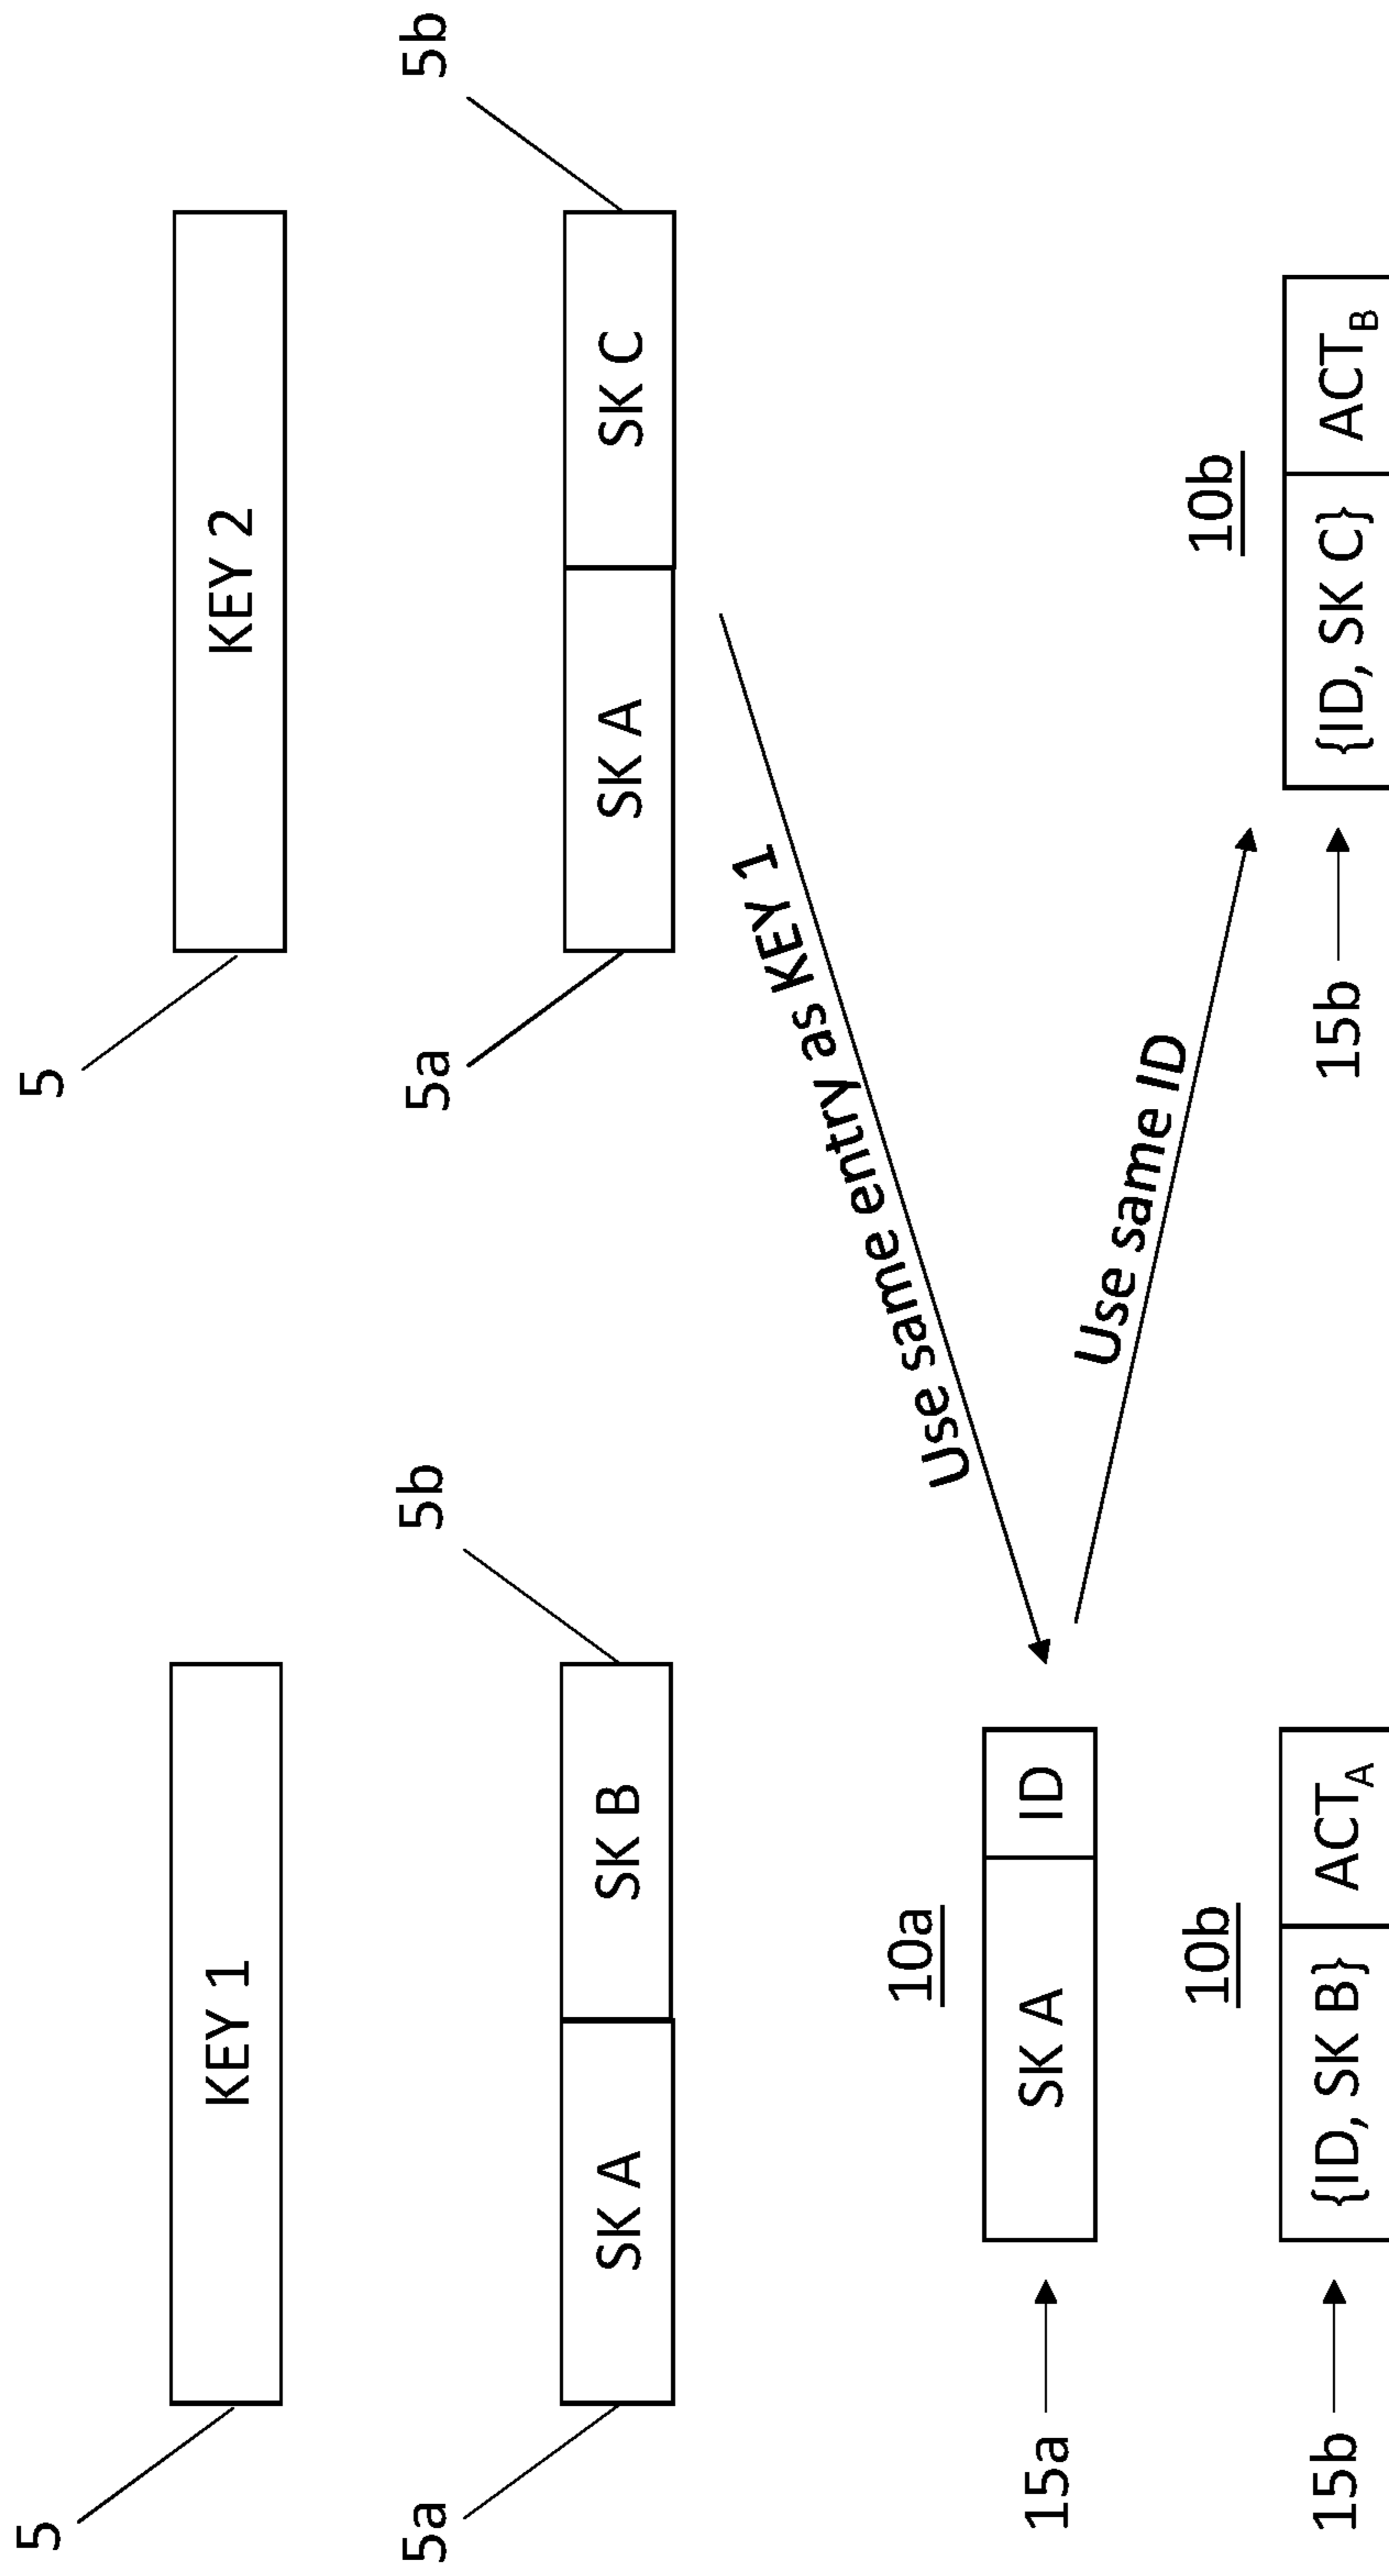 5
KEY 1
5
KEY 2
5a
SK A
SK B
5b
5a
SK A
SK C
5b
Use same entry as KEY 1
10a
15a
SK A
ID
Use same ID
10b
15b
{ID, SK B}
ACT_A
10b
15b
{ID, SK C}
ACT_B